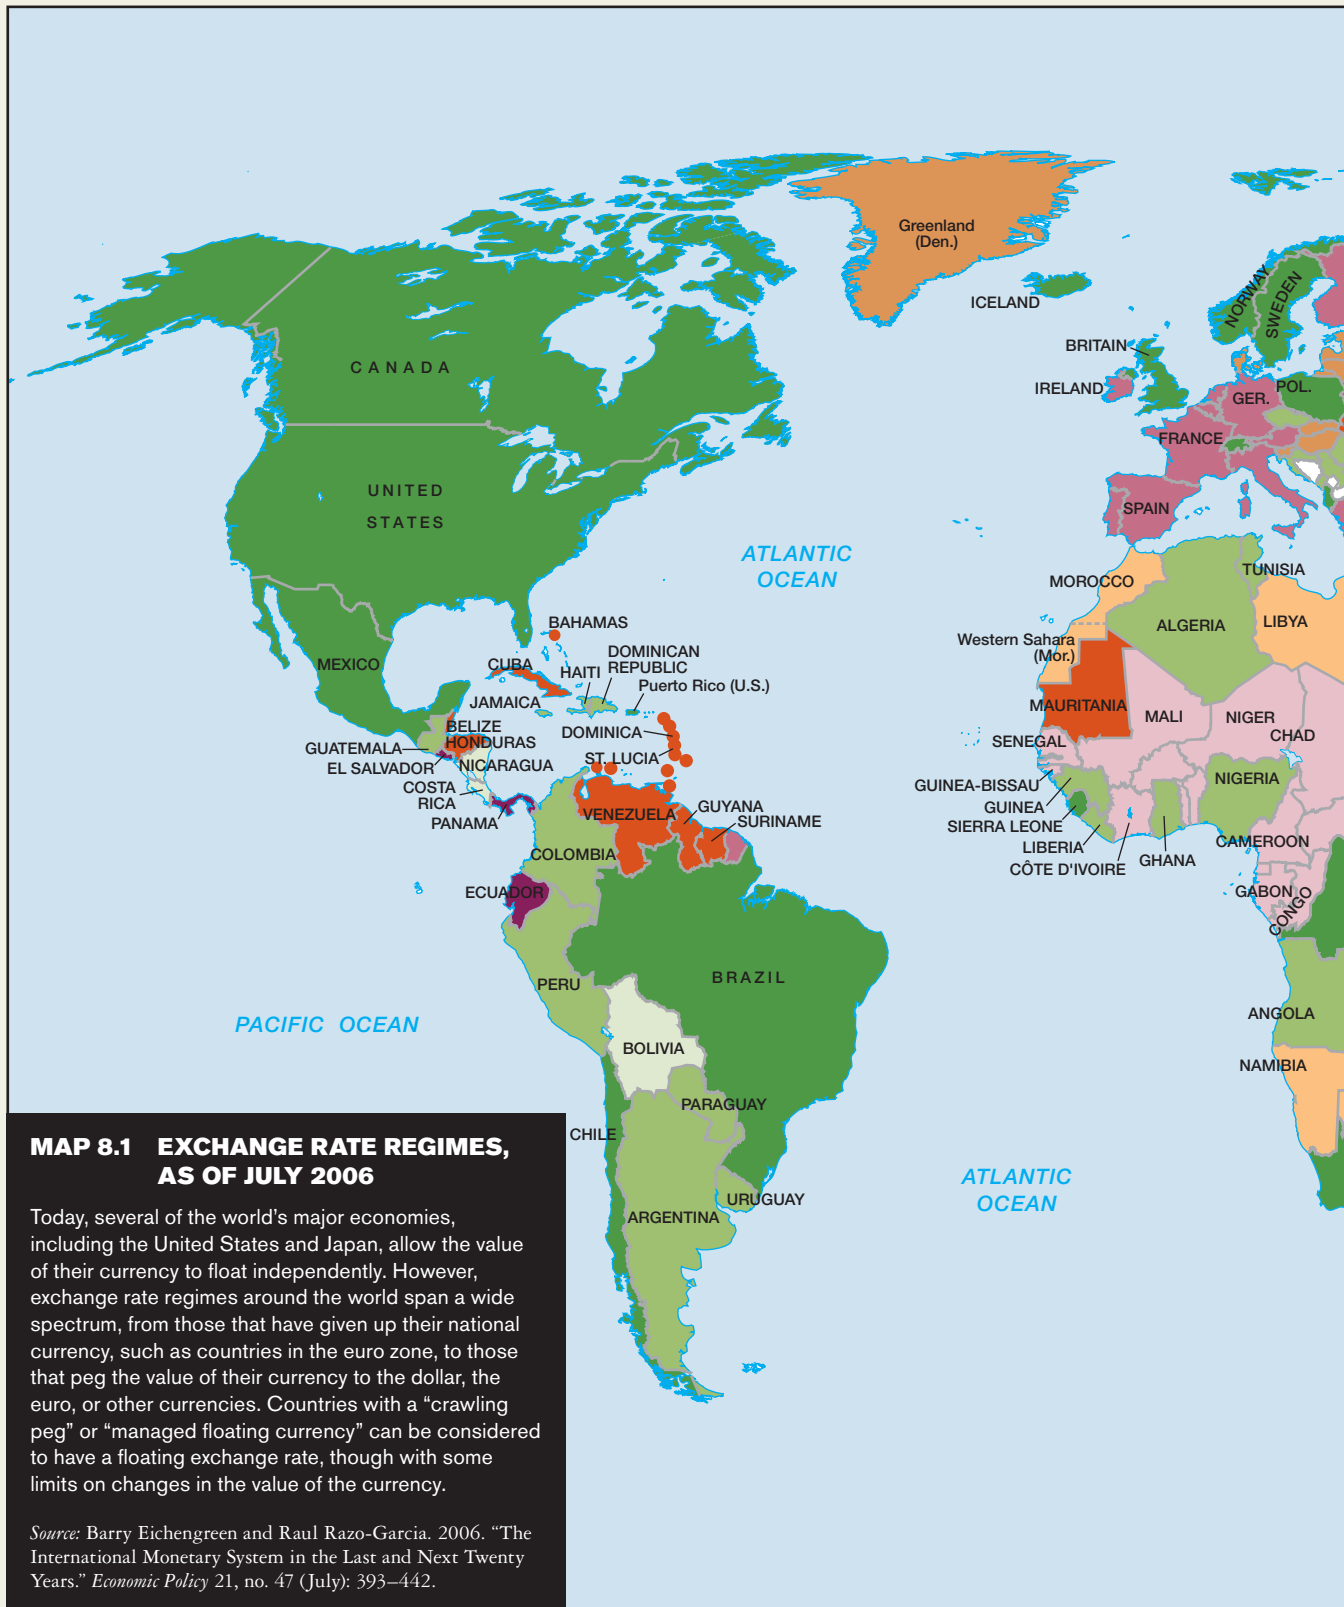 Greenland
(Den.)
ICELAND
NORWAY
SWEDEN
BRITAIN
IRELAND
POL.
GER.
FRANCE
SPAIN
CANADA
UNITED
STATES
ATLANTIC
OCEAN
MOROCCO
TUNISIA
ALGERIA
LIBYA
Western Sahara
(Mor.)
BAHAMAS
MEXICO
CUBA
HAITI
DOMINICAN
REPUBLIC
Puerto Rico (U.S.)
JAMAICA
BELIZE
HONDURAS
DOMINICA
GUATEMALA
ST. LUCIA
EL SALVADOR
NICARAGUA
COSTA
RICA
PANAMA
VENEZUELA
GUYANA
SURINAME
COLOMBIA
ECUADOR
MAURITANIA
MALI
NIGER
CHAD
SENEGAL
NIGERIA
GUINEA-BISSAU
GUINEA
SIERRA LEONE
LIBERIA
CÔTE D'IVOIRE
GHANA
CAMEROON
GABON
CONGO
BRAZIL
PERU
PACIFIC OCEAN
BOLIVIA
ANGOLA
NAMIBIA
PARAGUAY
CHILE
URUGUAY
ARGENTINA
ATLANTIC
OCEAN
MAP 8.1 EXCHANGE RATE REGIMES,
AS OF JULY 2006
Today, several of the world's major economies,
including the United States and Japan, allow the value
of their currency to float independently. However,
exchange rate regimes around the world span a wide
spectrum, from those that have given up their national
currency, such as countries in the euro zone, to those
that peg the value of their currency to the dollar, the
euro, or other currencies. Countries with a “crawling
peg” or “managed floating currency” can be considered
to have a floating exchange rate, though with some
limits on changes in the value of the currency.
Source: Barry Eichengreen and Raul Razo-Garcia. 2006. “The
International Monetary System in the Last and Next Twenty
Years.” Economic Policy 21, no. 47 (July): 393–442.